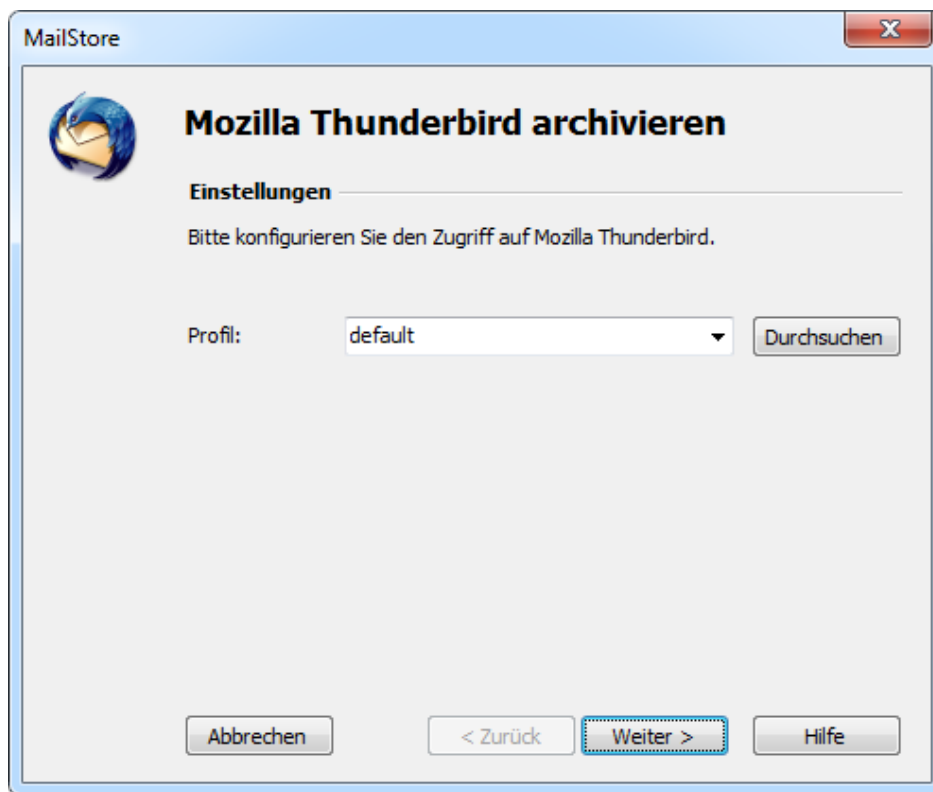 MailStore
Mozilla Thunderbird archivieren
Einstellungen
Bitte konfigurieren Sie den Zugriff auf Mozilla Thunderbird.
Profil: default Durchsuchen
Abbrechen < Zurück Weiter > Hilfe